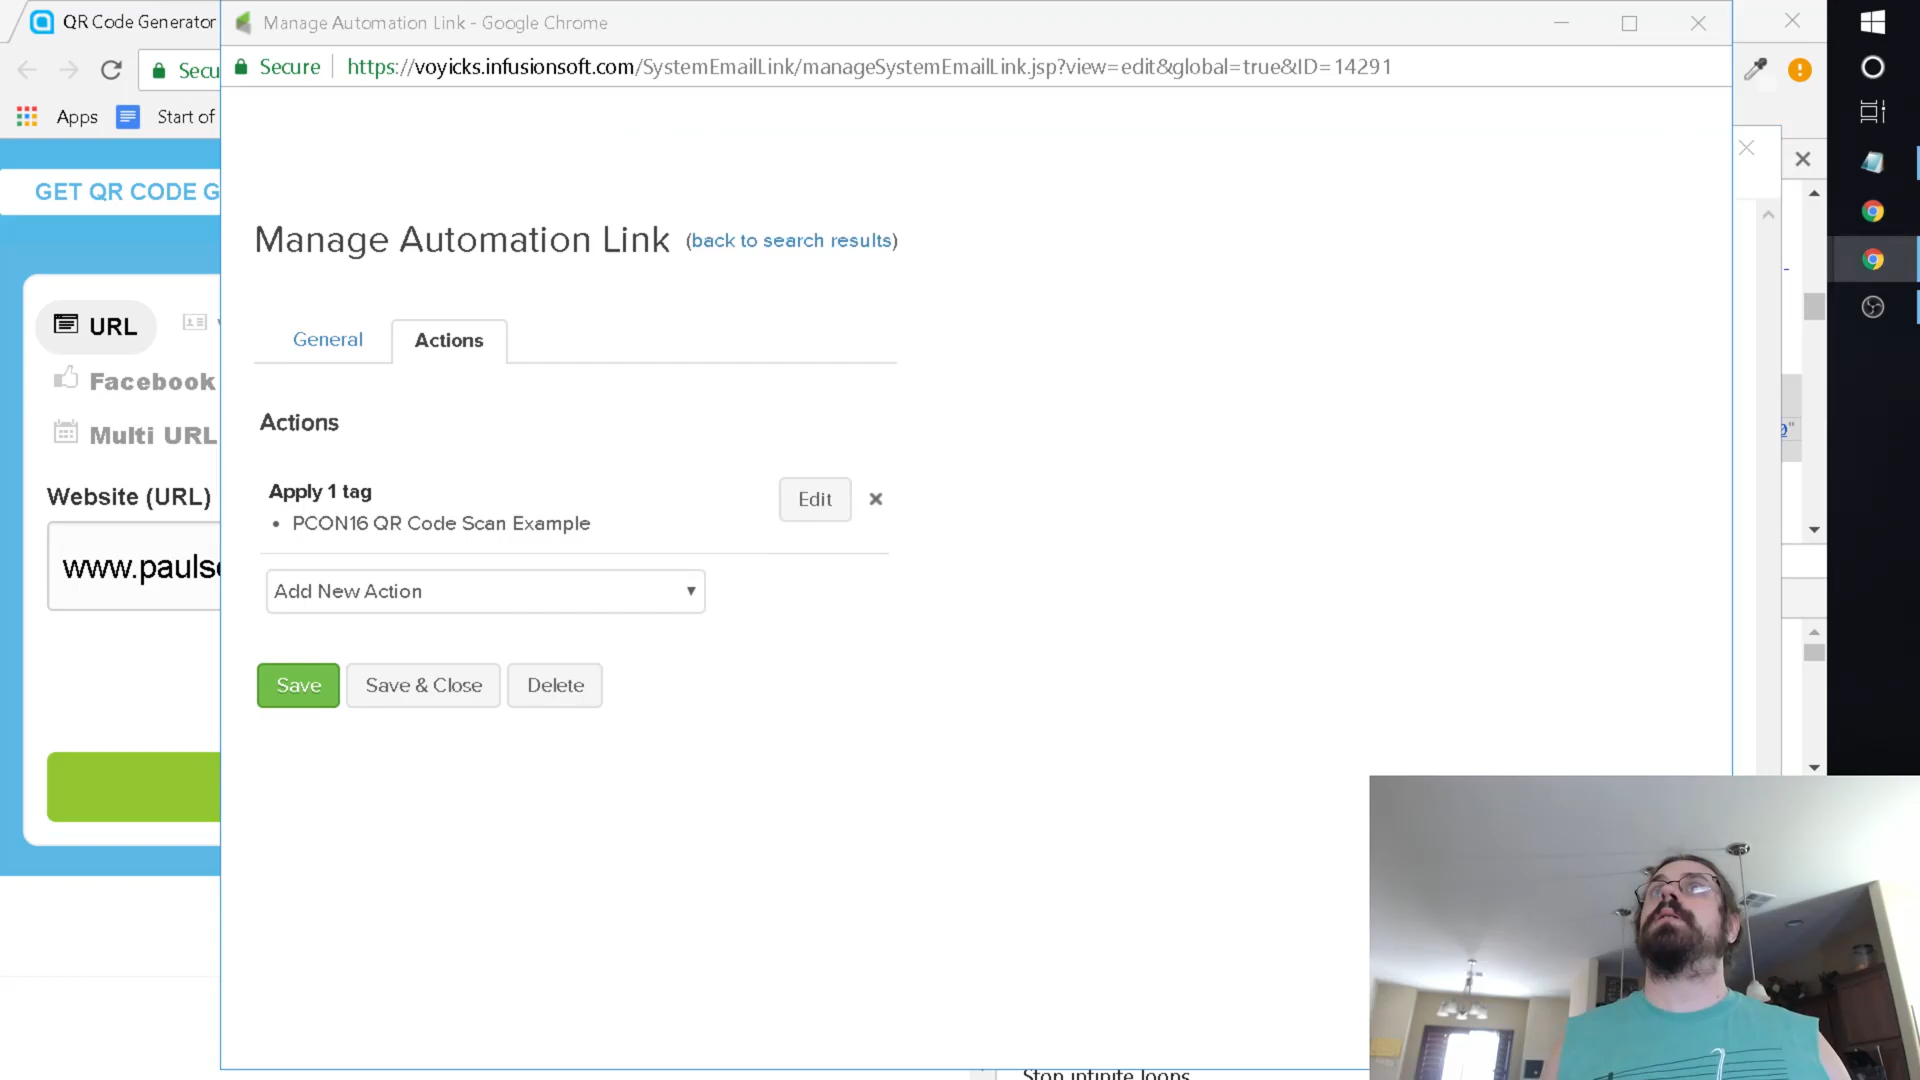 QR Code Generator
Manage Automation Link - Google Chrome
Secu
Secure
https://voyicks.infusionsoft.com/SystemEmailLink/manageSystemEmailLink.jsp?view=edit&global=true&ID=14291
Apps
Start of
GET QR CODE G
Manage Automation Link (back to search results)
URL
General
Actions
Facebook
Actions
Multi URL
Apply 1 tag
Edit
Website (URL)
• PCON16 QR Code Scan Example
www.pauls
Add New Action
Save
Save & Close
Delete
Stop infinite loops